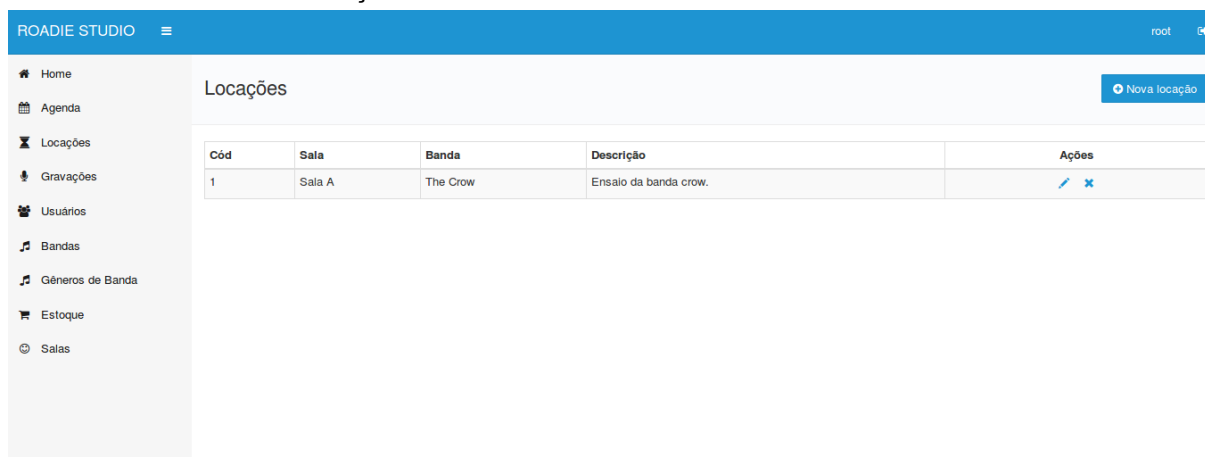 ROADIE STUDIO
root
Home
Agenda
Locações
Gravações
Usuários
Bandas
Gêneros de Banda
Estoque
Salas
Locações
Nova locação
Cód Sala Banda Descrição Ações
1 Sala A The Crow Ensaio da banda crow.